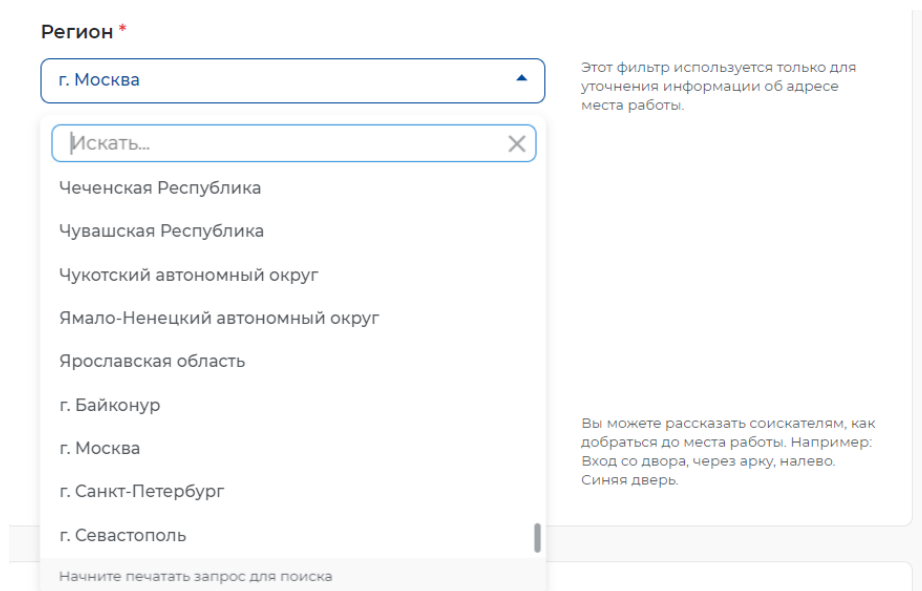 Регион *
г. Москва
Этот фильтр используется только для
уточнения информации об адресе
места работы.
Искать...
Чеченская Республика
Чувашская Республика
Чукотский автономный округ
Ямало-Ненецкий автономный округ
Ярославская область
г. Байконур
г. Москва
г. Санкт-Петербург
г. Севастополь
Начните печатать запрос для поиска
Вы можете рассказать соискателям, как
добраться до места работы. Например:
Вход со двора, через арку, налево.
Синяя дверь.